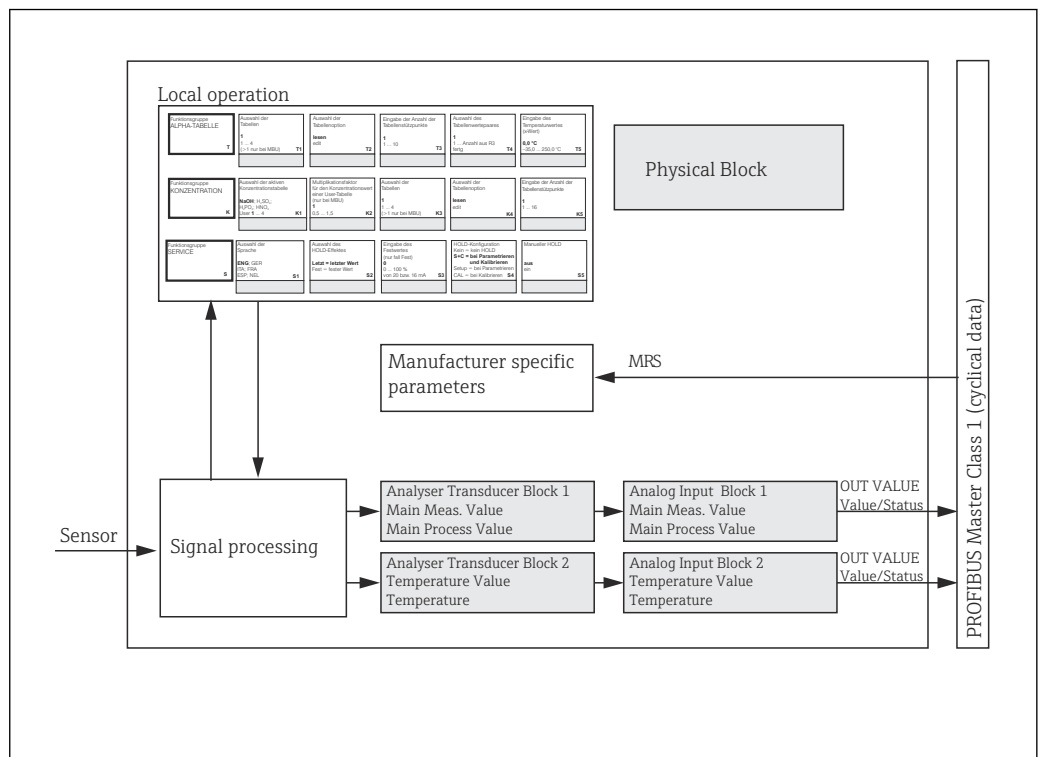 Local operation
Funktionsgruppe
ALPHA-TABELLE
T
Auswahl der
Tabellen
1
1 ... 4
(>1 nur bei MBU)
T1
Auswahl der
Tabellenoption
lesen
edit
T2
Eingabe der Anzahl der
Tabellenstützpunkte
1
1 ... 10
T3
Auswahl des
Tabellenwertepaares
1
1 ... Anzahl aus R3
fertig
T4
Eingabe des
Temperaturwertes
(x-Wert)
0,0 °C
–35,0 ... 250,0 °C
T5
Funktionsgruppe
KONZENTRATION
K
Auswahl der aktiven
Konzentrationstabelle
NaOH; H₂SO₄;
H₃PO₄; HNO₃
User 1 ... 4
K1
Multiplikationsfaktor
für den Konzentrationswert
einer User-Tabelle
(nur bei MBU)
1
0,5 ... 1,5
K2
Auswahl der
Tabellen
1
1 ... 4
(>1 nur bei MBU)
K3
Auswahl der
Tabellenoption
lesen
edit
K4
Eingabe der Anzahl der
Tabellenstützpunkte
1
1 ... 16
K5
Funktionsgruppe
SERVICE
S
Auswahl der
Sprache
ENG; GER
ITA; FRA
ESP; NEL
S1
Auswahl des
HOLD-Effektes
Letzt = letzter Wert
Fest = fester Wert
S2
Eingabe des
Festwertes
(nur fall Fest)
0
0 ... 100 %
von 20 bzw. 16 mA
S3
HOLD-Konfiguration
Kein = kein HOLD
S+C = bei Parametrieren
und Kalibrieren
Setup = bei Parametrieren
CAL = bei Kalibrieren
S4
Manueller HOLD
aus
ein
S5
Physical Block
Manufacturer specific
parameters
MRS
Sensor
Signal processing
Analyser Transducer Block 1
Main Meas. Value
Main Process Value
Analog Input Block 1
Main Meas. Value
Main Process Value
OUT VALUE
Value/Status
Analyser Transducer Block 2
Temperature Value
Temperature
Analog Input Block 2
Temperature Value
Temperature
OUT VALUE
Value/Status
PROFIBUS Master Class 1 (cyclical data)